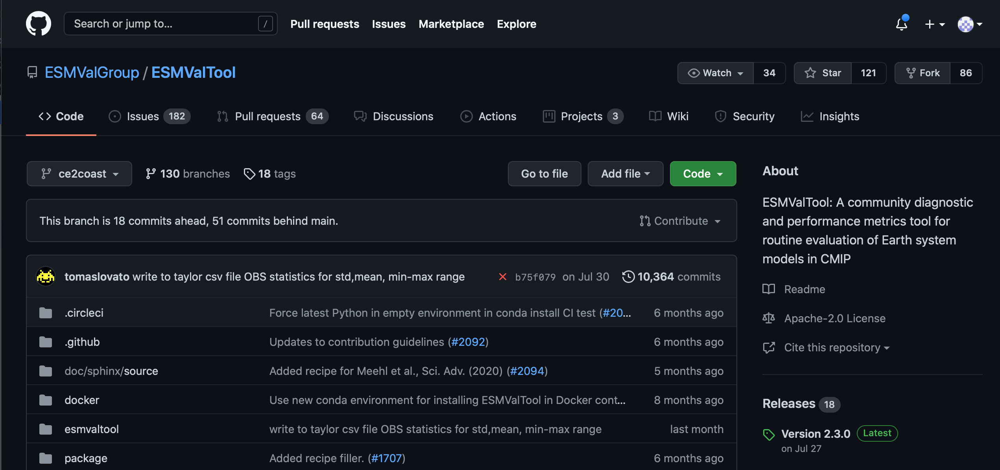 Search or jump to... /
Pull requests
Issues
Marketplace
Explore
ESMValGroup / ESMValTool
Watch 34
Star 121
Fork 86
Code
Issues 182
Pull requests 64
Discussions
Actions
Projects 3
Wiki
Security
Insights
ce2coast
130 branches
18 tags
Go to file
Add file
Code
This branch is 18 commits ahead, 51 commits behind main.
Contribute
tomaslovato write to taylor csv file OBS statistics for std,mean, min-max range b75f079 on Jul 30 10,364 commits
.circleci Force latest Python in empty environment in conda install CI test (#20... 6 months ago
.github Updates to contribution guidelines (#2092) 6 months ago
doc/sphinx/source Added recipe for Meehl et al., Sci. Adv. (2020) (#2094) 5 months ago
docker Use new conda environment for installing ESMValTool in Docker cont... 8 months ago
esmvaltool write to taylor csv file OBS statistics for std,mean, min-max range last month
package Added recipe filler. (#1707) 6 months ago
About
ESMValTool: A community diagnostic
and performance metrics tool for
routine evaluation of Earth system
models in CMIP
Readme
Apache-2.0 License
Cite this repository
Releases 18
Version 2.3.0 Latest
on Jul 27